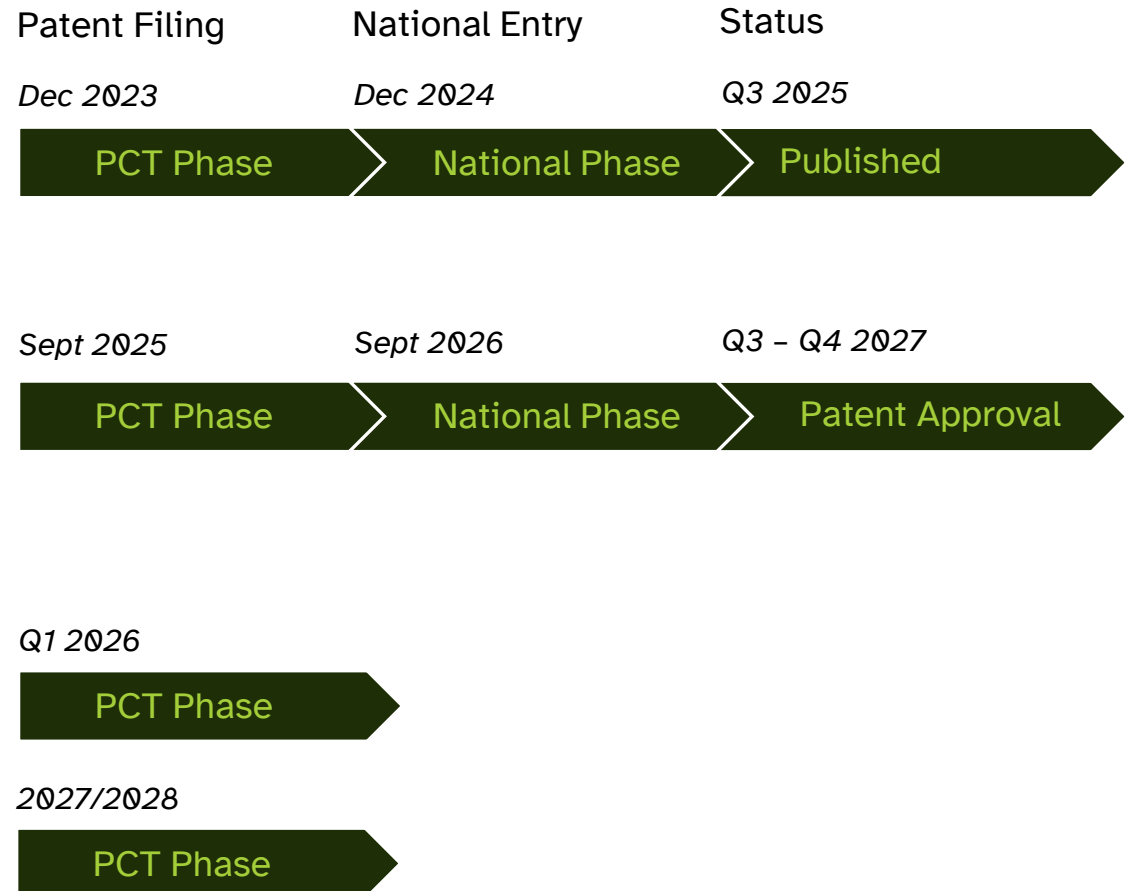 Patent Filing National Entry Status
Dec 2023 Dec 2024 Q3 2025
PCT Phase National Phase Published
Sept 2025 Sept 2026 Q3 – Q4 2027
PCT Phase National Phase Patent Approval
Q1 2026
PCT Phase
2027/2028
PCT Phase